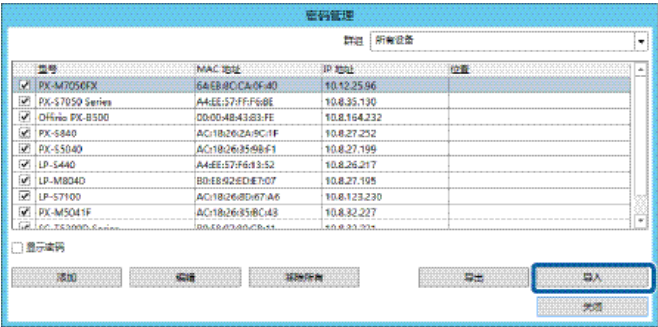 密码管理
群组 所有设备
型号 MAC 地址 IP 地址 位置
PX-M7050FX 64:EB:8C:CA:0F:40 10.12.25.96
PX-S7050 Series A4:EE:57:FF:F6:8E 10.8.35.130
Offirio PX-B500 00:00:48:43:83:FE 10.8.164.232
PX-S840 AC:18:26:2A:9C:1F 10.8.27.252
PX-S5040 AC:18:26:35:9B:F1 10.8.27.199
LP-S440 A4:EE:57:F6:13:52 10.8.26.217
LP-M8040 B0:E8:92:ED:E7:07 10.8.27.195
LP-S7100 AC:18:26:8D:67:A6 10.8.123.230
PX-M5041F AC:18:26:35:BC:43 10.8.32.227
显示密码
添加 编辑 移除所有 导出 导入
关闭